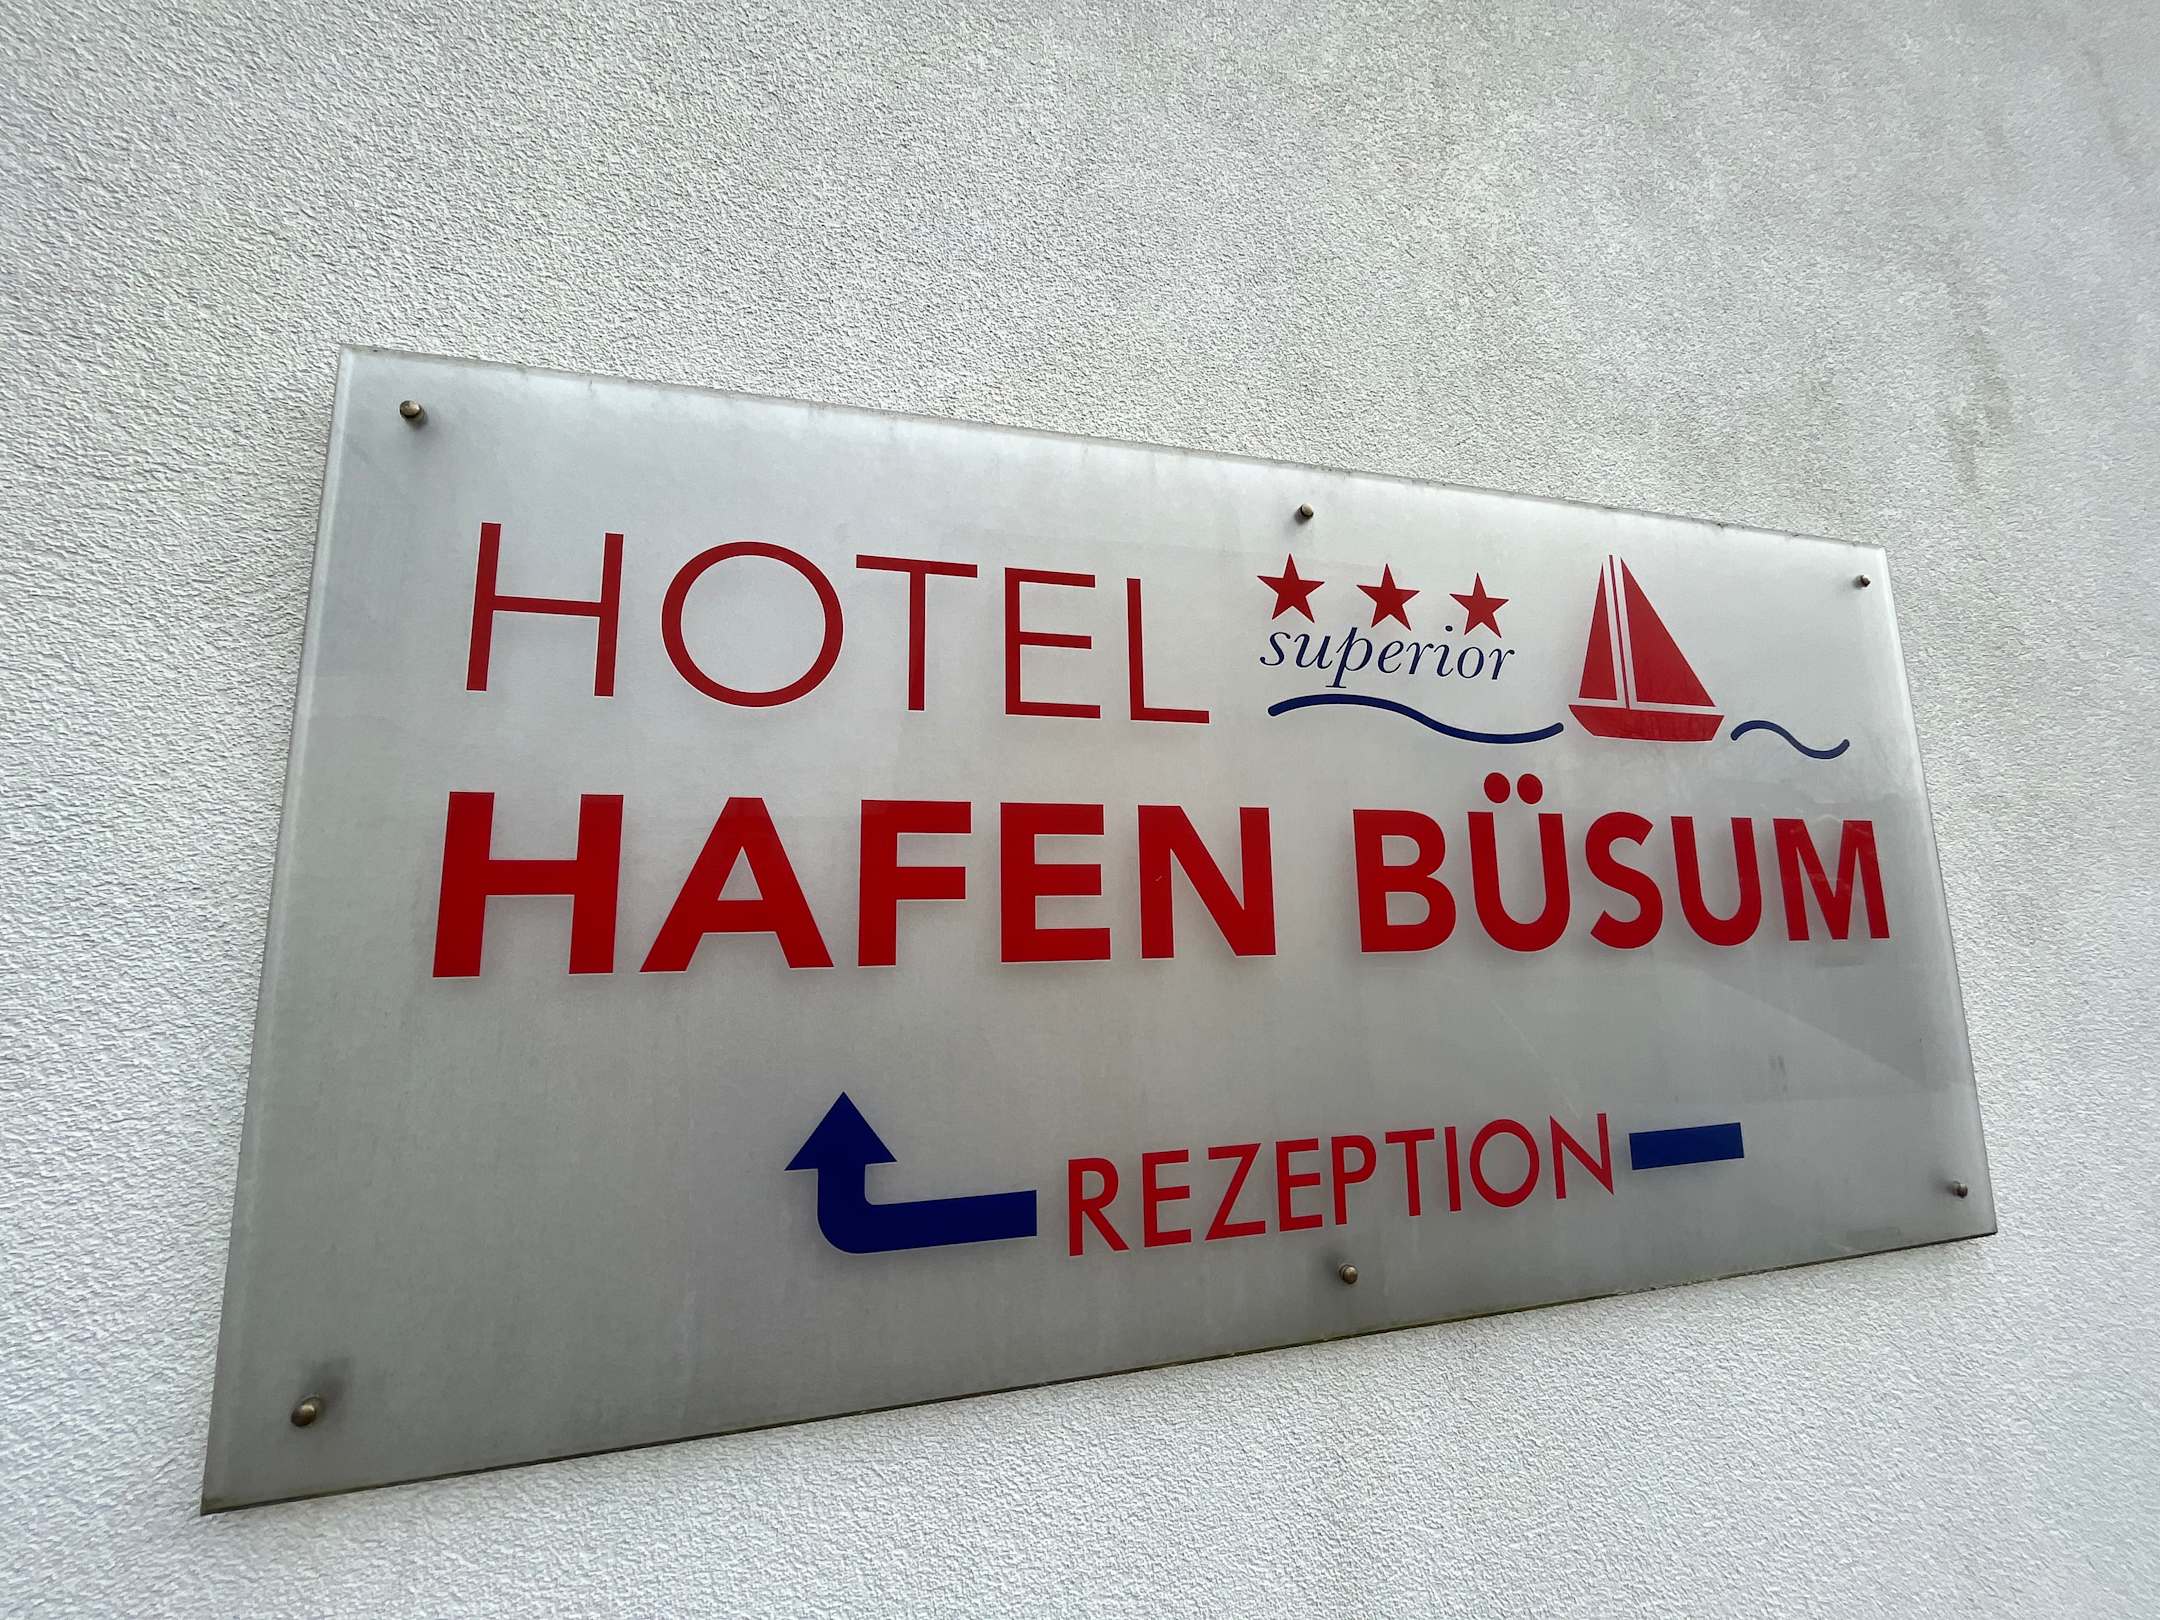 HOTEL
superior
HAFEN BÜSUM
REZEPTION